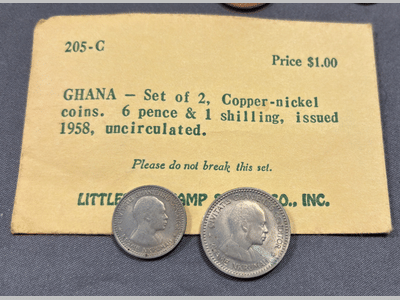 205-C
Price $1.00
GHANA — Set of 2, Copper-nickel
coins. 6 pence & 1 shilling, issued
1958, uncirculated.
Please do not break this set.
LITTLE AMP CO., INC.